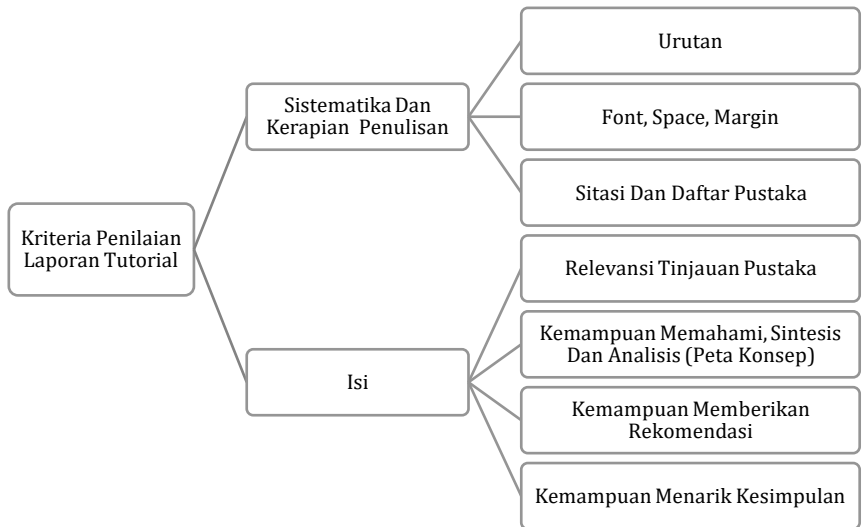 Kriteria Penilaian
Laporan Tutorial
Sistematika Dan
Kerapian Penulisan
Urutan
Font, Space, Margin
Sitasi Dan Daftar Pustaka
Isi
Relevansi Tinjauan Pustaka
Kemampuan Memahami, Sintesis
Dan Analisis (Peta Konsep)
Kemampuan Memberikan
Rekomendasi
Kemampuan Menarik Kesimpulan